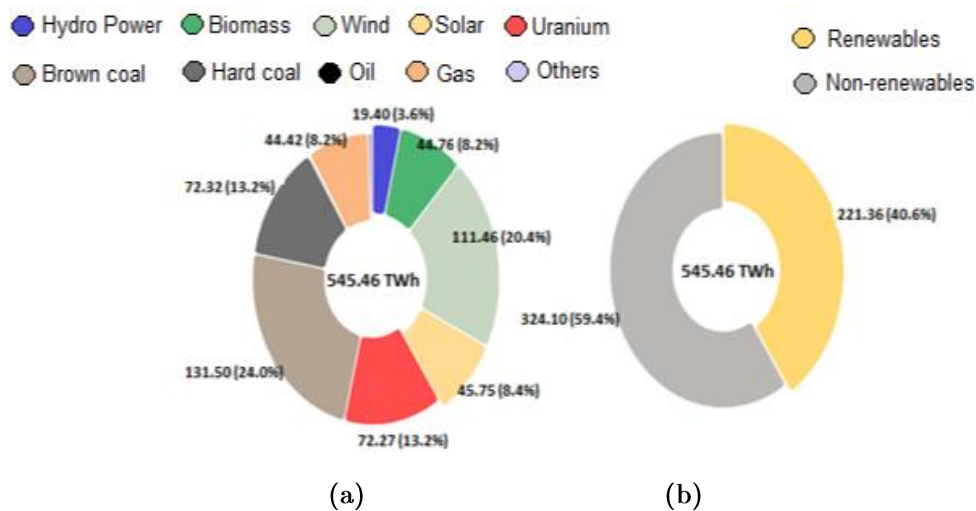 Hydro Power Biomass Wind Solar Uranium
Brown coal Hard coal Oil Gas Others
Renewables
Non-renewables
19.40 (3.6%)
44.42 (8.2%)
44.76 (8.2%)
72.32 (13.2%)
111.46 (20.4%)
545.46 TWh
131.50 (24.0%)
45.75 (8.4%)
72.27 (13.2%)
221.36 (40.6%)
545.46 TWh
324.10 (59.4%)
(a)
(b)